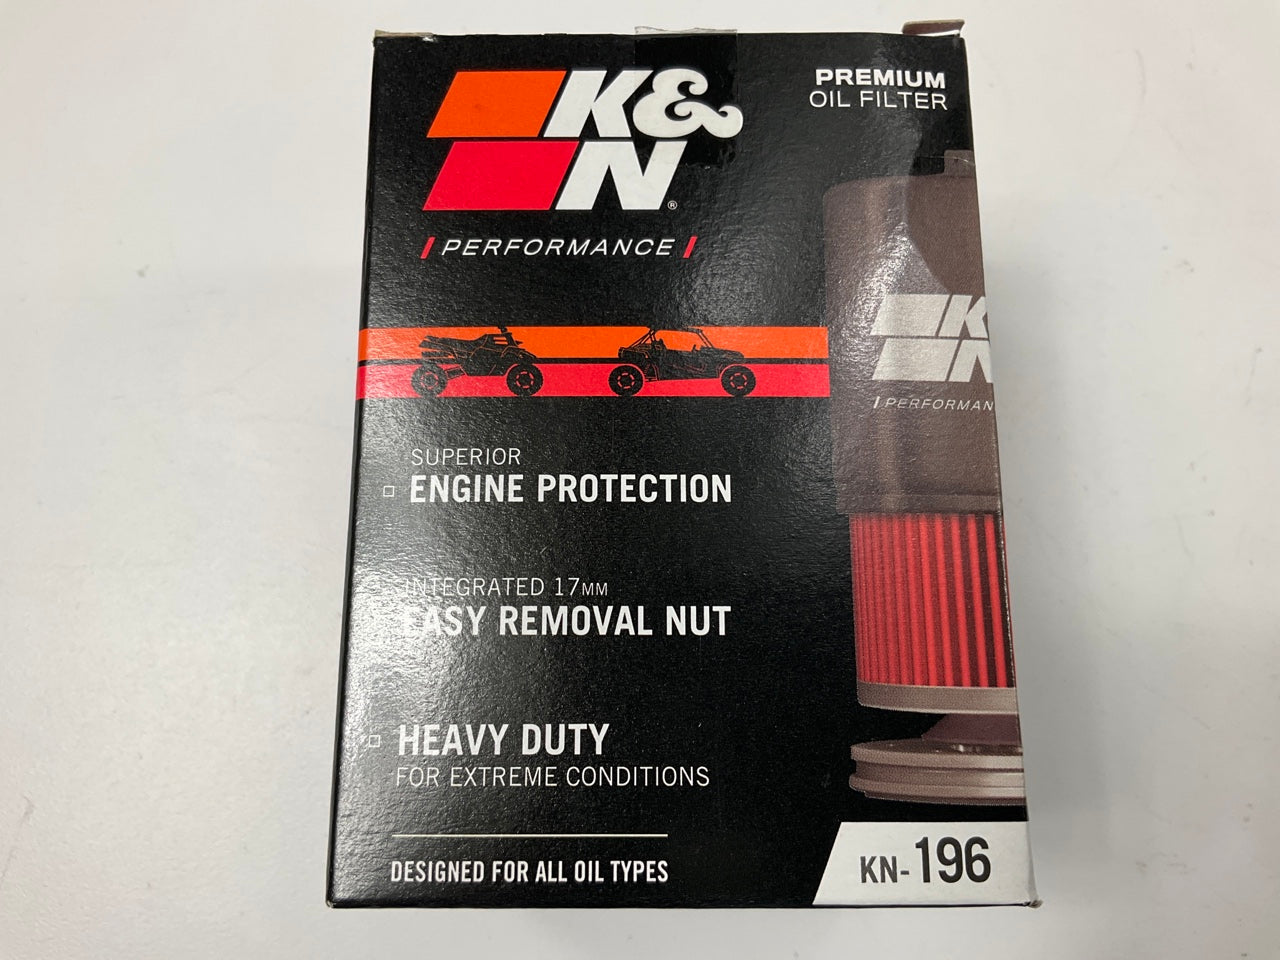 K&
N®
PERFORMANCE
PREMIUM
OIL FILTER
K
N
PERFORMAN
SUPERIOR
ENGINE PROTECTION
INTEGRATED 17MM
EASY REMOVAL NUT
HEAVY DUTY
FOR EXTREME CONDITIONS
DESIGNED FOR ALL OIL TYPES
KN-196